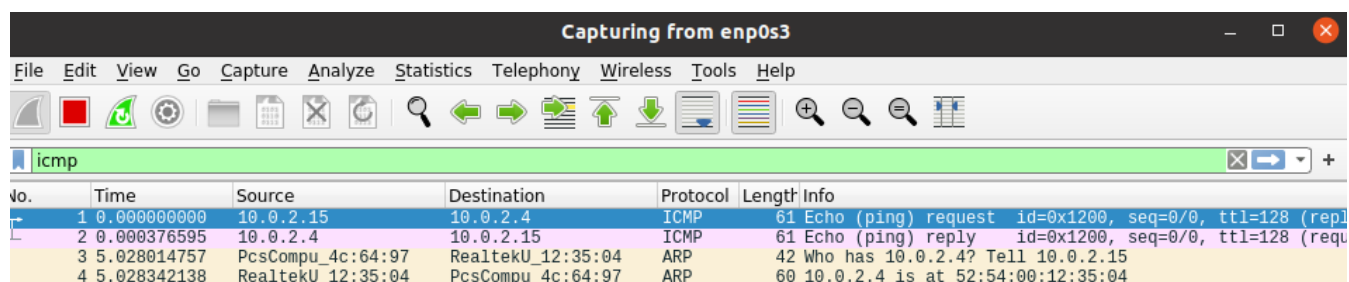 Capturing from enp0s3
File Edit View Go Capture Analyze Statistics Telephony Wireless Tools Help
icmp
No. Time Source Destination Protocol Length Info
1 0.000000000 10.0.2.15 10.0.2.4 ICMP 61 Echo (ping) request id=0x1200, seq=0/0, ttl=128 (repl
2 0.000376595 10.0.2.4 10.0.2.15 ICMP 61 Echo (ping) reply id=0x1200, seq=0/0, ttl=128 (requ
3 5.028014757 PcsCompu_4c:64:97 RealtekU_12:35:04 ARP 42 Who has 10.0.2.4? Tell 10.0.2.15
4 5.028342138 RealtekU_12:35:04 PcsCompu_4c:64:97 ARP 60 10.0.2.4 is at 52:54:00:12:35:04